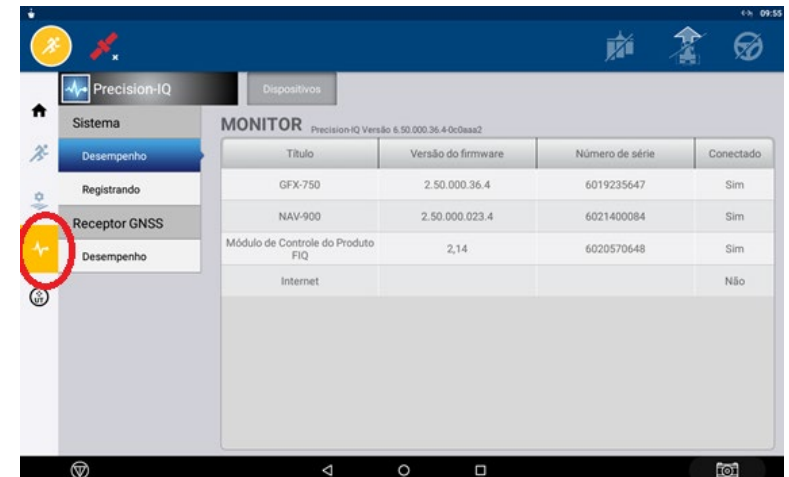 09:55
Precision-IQ
Dispositivos
Sistema
Desempenho
Registrando
Receptor GNSS
Desempenho
UT
MONITOR Precision-IQ Versão 6.50.000.36.4-0c0aaa2
Título Versão do firmware Número de série Conectado
GFX-750 2.50.000.36.4 6019235647 Sim
NAV-900 2.50.000.023.4 6021400084 Sim
Módulo de Controle do Produto
FIQ 2,14 6020570648 Sim
Internet Não